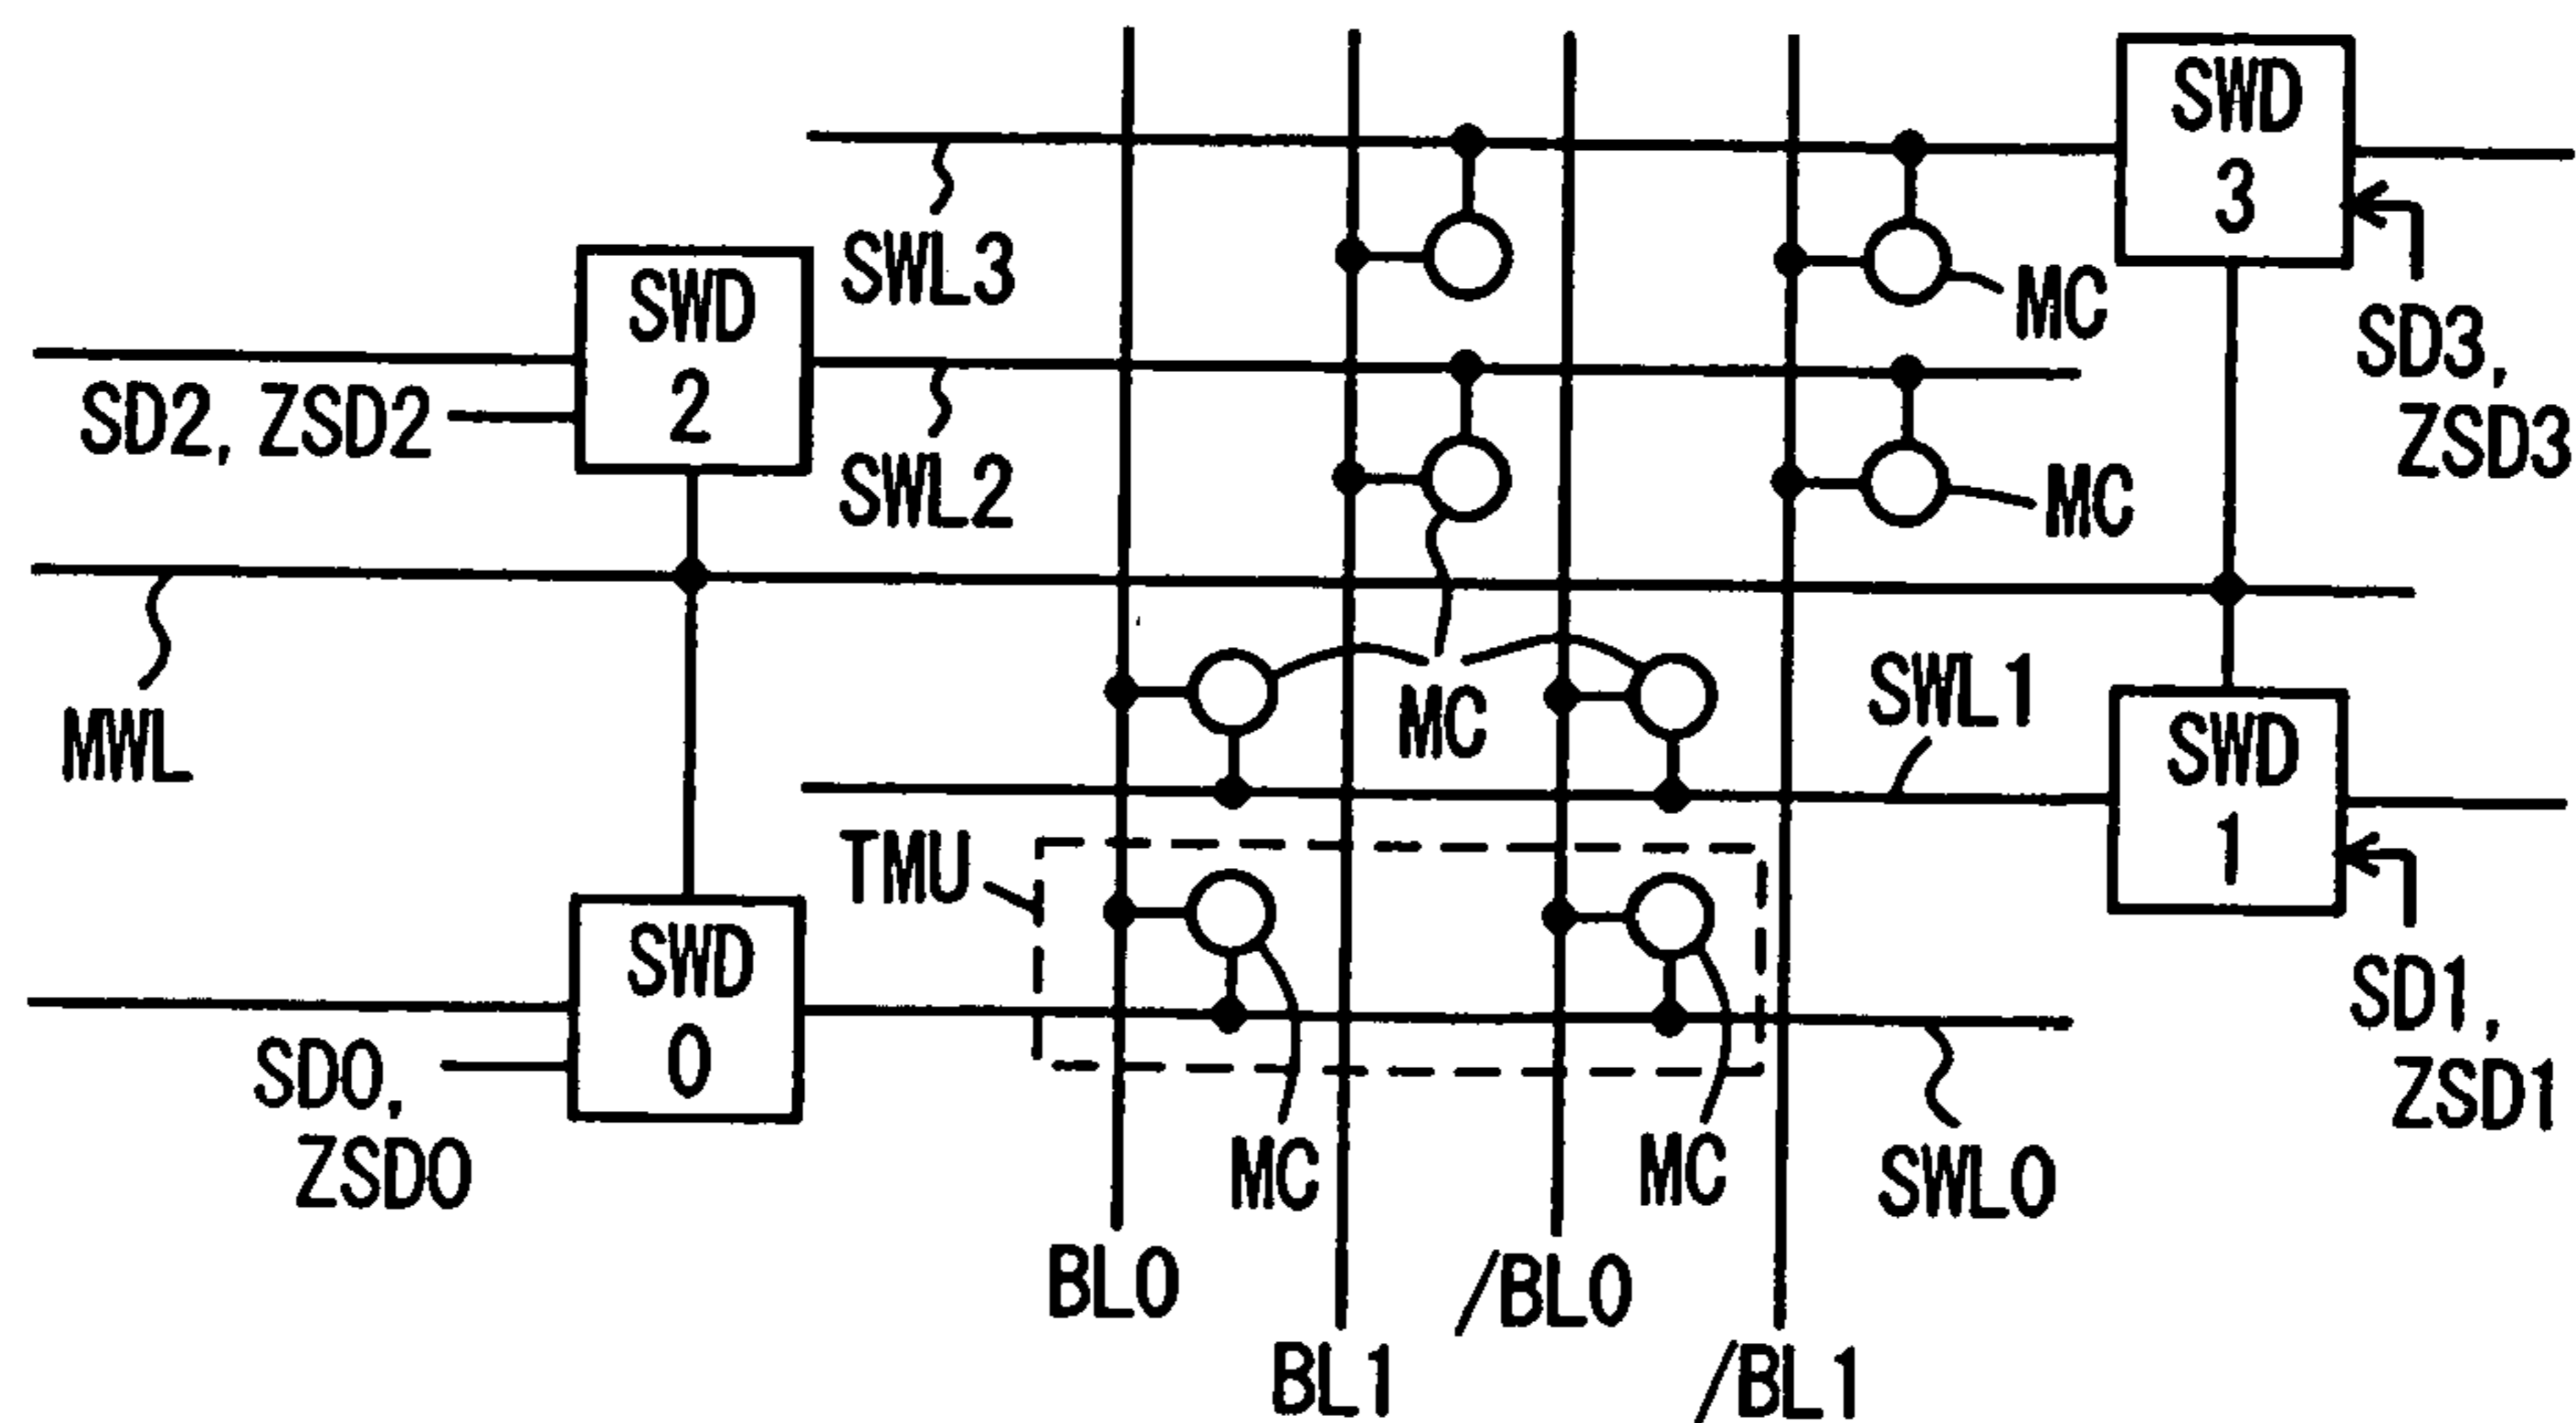 SWD
3
SWL3
SWD
2
MC
SD3,
ZSD3
SD2, ZSD2
SWL2
MC
MWL
MC
SWL1
SWD
1
TMU
SWD
0
SD0,
ZSD0
MC
MC
SWL0
SD1,
ZSD1
BL0
/BL0
BL1
/BL1